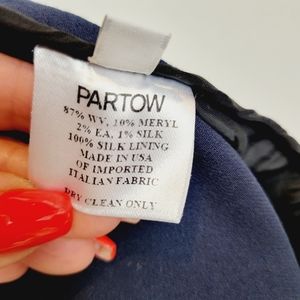 PARTOW
87% WV, 10% MERYL
2% EA, 1% SILK
100% SILK LINING
MADE IN USA
OF IMPORTED
ITALIAN FABRIC
DRY CLEAN ONLY